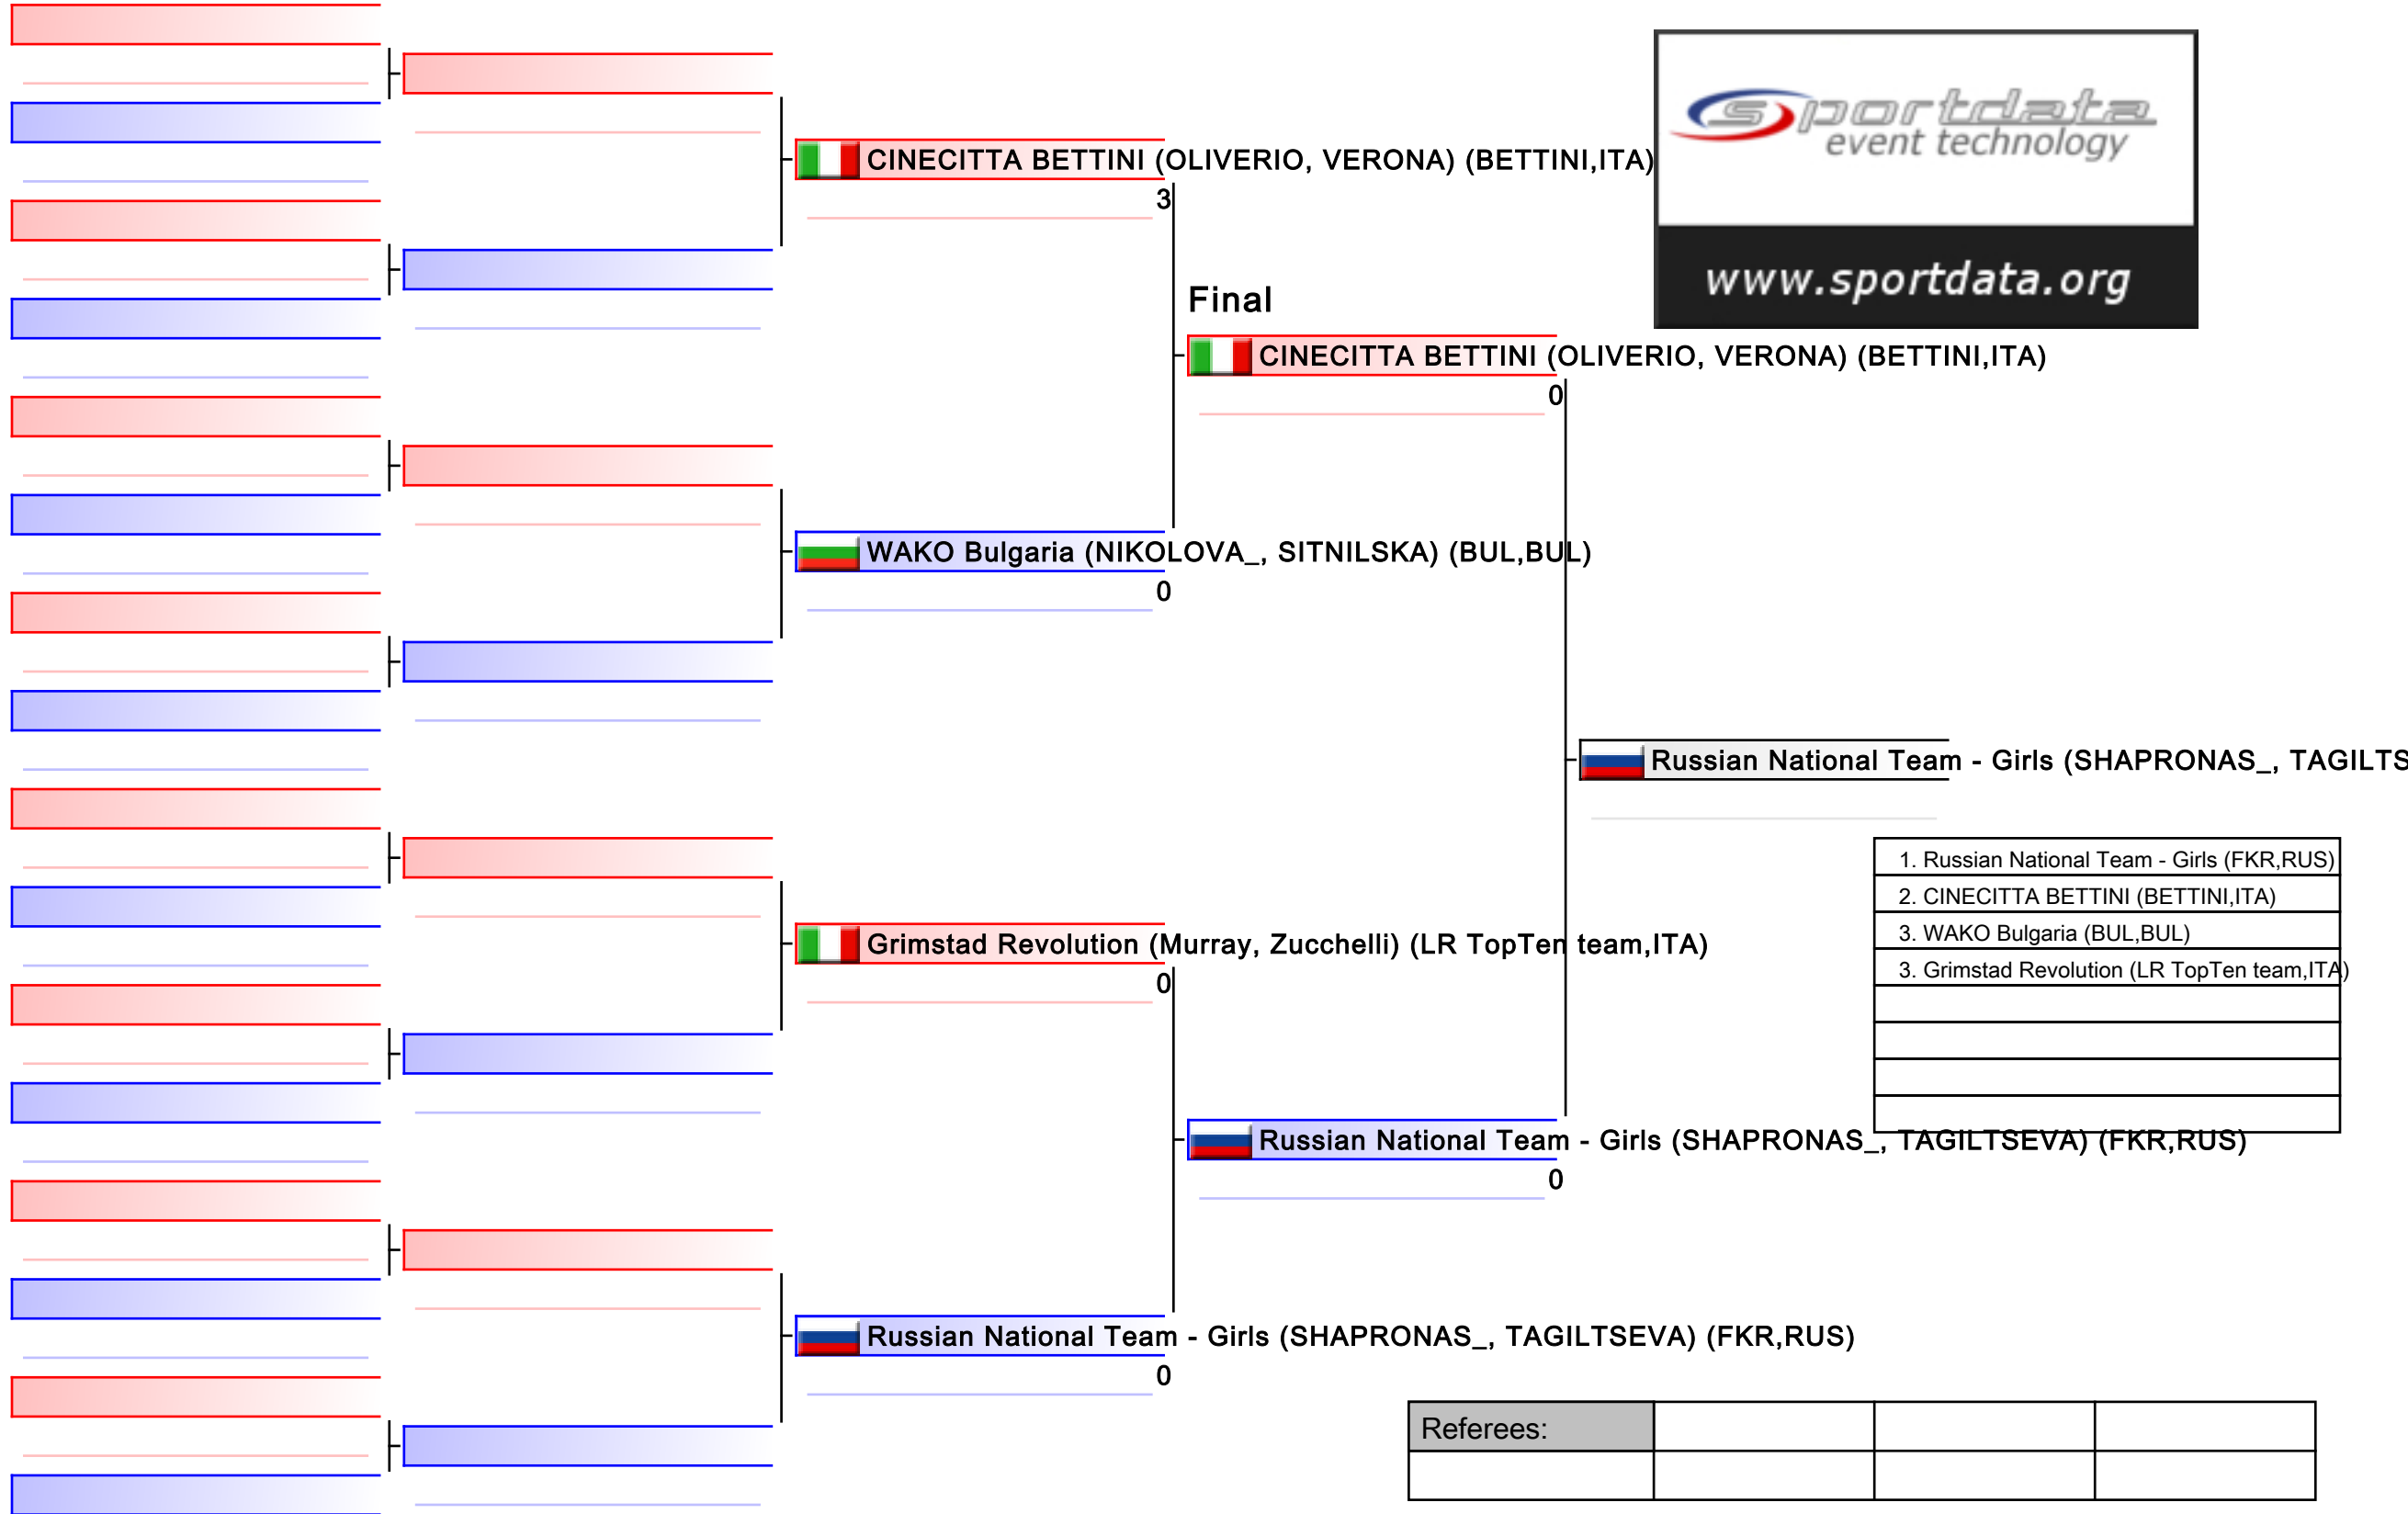 sportdata
event technology
www.sportdata.org
CINECITTA BETTINI (OLIVERIO, VERONA) (BETTINI,ITA)
3
Final
CINECITTA BETTINI (OLIVERIO, VERONA) (BETTINI,ITA)
0
WAKO Bulgaria (NIKOLOVA_, SITNILSKA) (BUL,BUL)
0
Russian National Team - Girls (SHAPRONAS_, TAGILTS
1. Russian National Team - Girls (FKR,RUS)
2. CINECITTA BETTINI (BETTINI,ITA)
3. WAKO Bulgaria (BUL,BUL)
3. Grimstad Revolution (LR TopTen team,ITA)
Grimstad Revolution (Murray, Zucchelli) (LR TopTen team,ITA)
0
Russian National Team - Girls (SHAPRONAS_, TAGILTSEVA) (FKR,RUS)
0
Russian National Team - Girls (SHAPRONAS_, TAGILTSEVA) (FKR,RUS)
0
Referees: